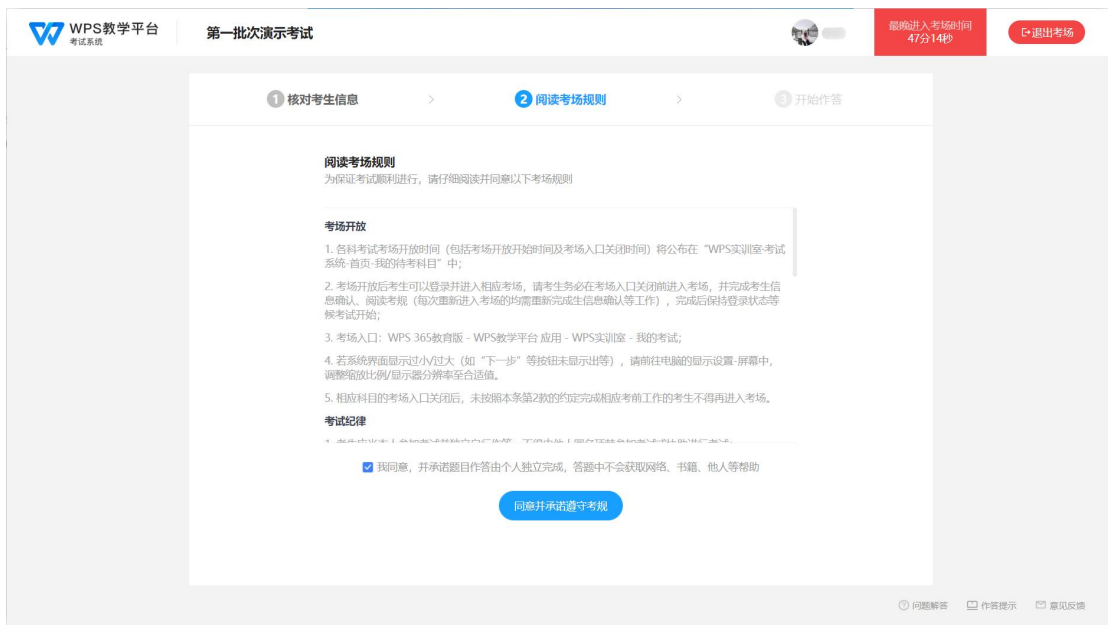 WPS教学平台
考试系统
第一批次演示考试
最晚进入考场时间
47分14秒
退出考场
1 核对考生信息 > 2 阅读考场规则 > 3 开始作答
阅读考场规则
为保证考试顺利进行，请仔细阅读并同意以下考场规则
考场开放
1. 各科考试考场开放时间（包括考场开放开始时间及考场入口关闭时间）将公布在“WPS实训室-考试
系统-首页-我的待考科目”中；
2. 考场开放后考生可以登录并进入相应考场，请考生务必在考场入口关闭前进入考场，并完成考生信
息确认、阅读考规（每次重新进入考场的均需重新完成生信息确认等工作），完成后保持登录状态等
候考试开始；
3. 考场入口：WPS 365教育版 - WPS教学平台 应用 - WPS实训室 - 我的考试；
4. 若系统界面显示过小/过大（如“下一步”等按钮未显示出等），请前往电脑的显示设置-屏幕中，
调整缩放比例/显示器分辨率至合适值。
5. 相应科目的考场入口关闭后，未按照本条第2款的约定完成相应考前工作的考生不得再进入考场。
考试纪律
我同意，并承诺题目作答由个人独立完成，答题中不会获取网络、书籍、他人等帮助
同意并承诺遵守考规
问题解答 作答提示 意见反馈